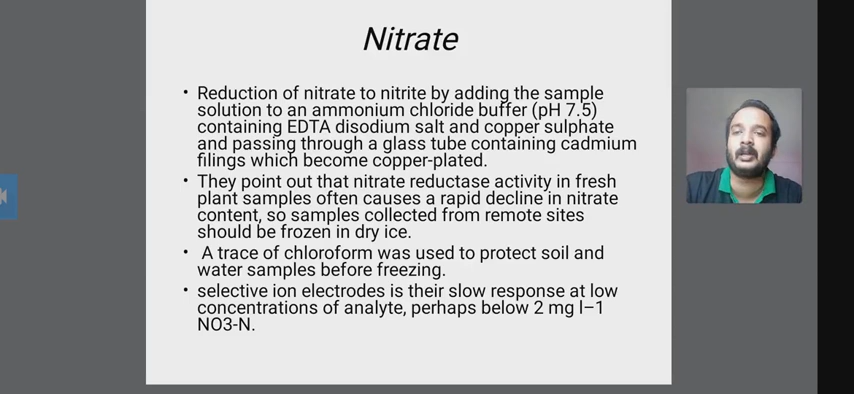 Nitrate
• Reduction of nitrate to nitrite by adding the sample
solution to an ammonium chloride buffer (pH 7.5)
containing EDTA disodium salt and copper sulphate
and passing through a glass tube containing cadmium
filings which become copper-plated.
• They point out that nitrate reductase activity in fresh
plant samples often causes a rapid decline in nitrate
content, so samples collected from remote sites
should be frozen in dry ice.
• A trace of chloroform was used to protect soil and
water samples before freezing.
• selective ion electrodes is their slow response at low
concentrations of analyte, perhaps below 2 mg l–1
NO3-N.